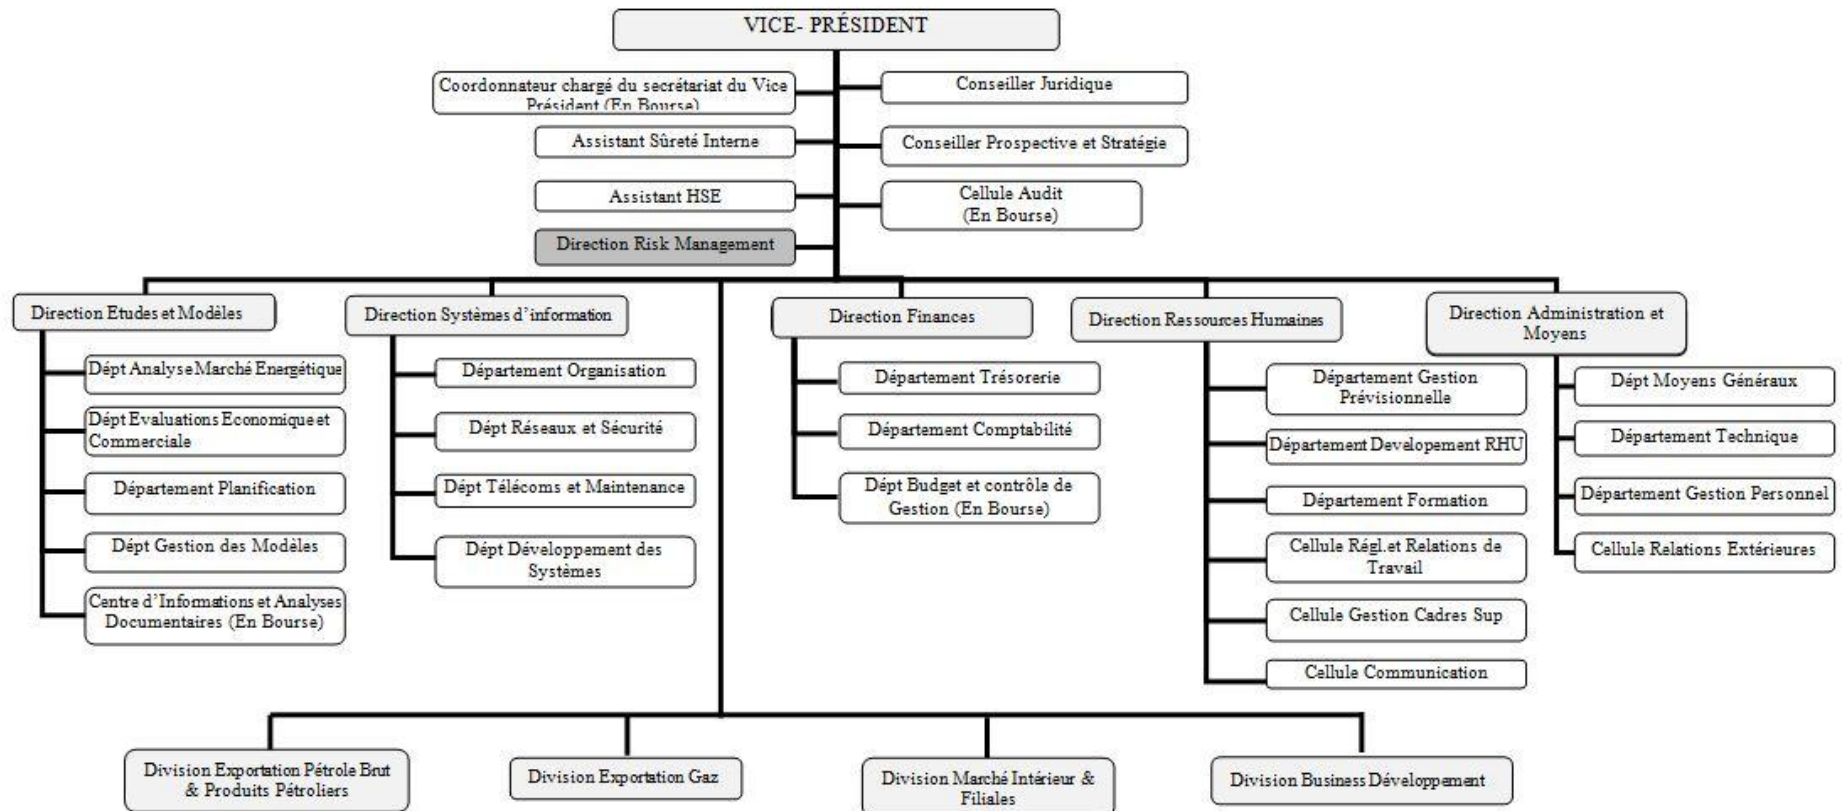 VICE- PRÉSIDENT
Coordonnateur chargé du secrétariat du Vice
Président (En Bourse)
Conseiller Juridique
Assistant Sûreté Interne
Conseiller Prospective et Stratégie
Assistant HSE
Cellule Audit
(En Bourse)
Direction Risk Management
Direction Etudes et Modèles
Dépt Analyse Marché Energétique
Dépt Evaluations Economique et
Commerciale
Département Planification
Dépt Gestion des Modèles
Centre d'Informations et Analyses
Documentaires (En Bourse)
Direction Systèmes d'information
Département Organisation
Dépt Réseaux et Sécurité
Dépt Télécoms et Maintenance
Dépt Développement des
Systèmes
Direction Finances
Département Trésorerie
Département Comptabilité
Dépt Budget et contrôle de
Gestion (En Bourse)
Direction Ressources Humaines
Département Gestion
Prévisionnelle
Département Developement RHU
Département Formation
Cellule Régl.et Relations de
Travail
Cellule Gestion Cadres Sup
Cellule Communication
Direction Administration et
Moyens
Dépt Moyens Généraux
Département Technique
Département Gestion Personnel
Cellule Relations Extérieures
Division Exportation Pétrole Brut
& Produits Pétroliers
Division Exportation Gaz
Division Marché Intérieur &
Filiales
Division Business Développement